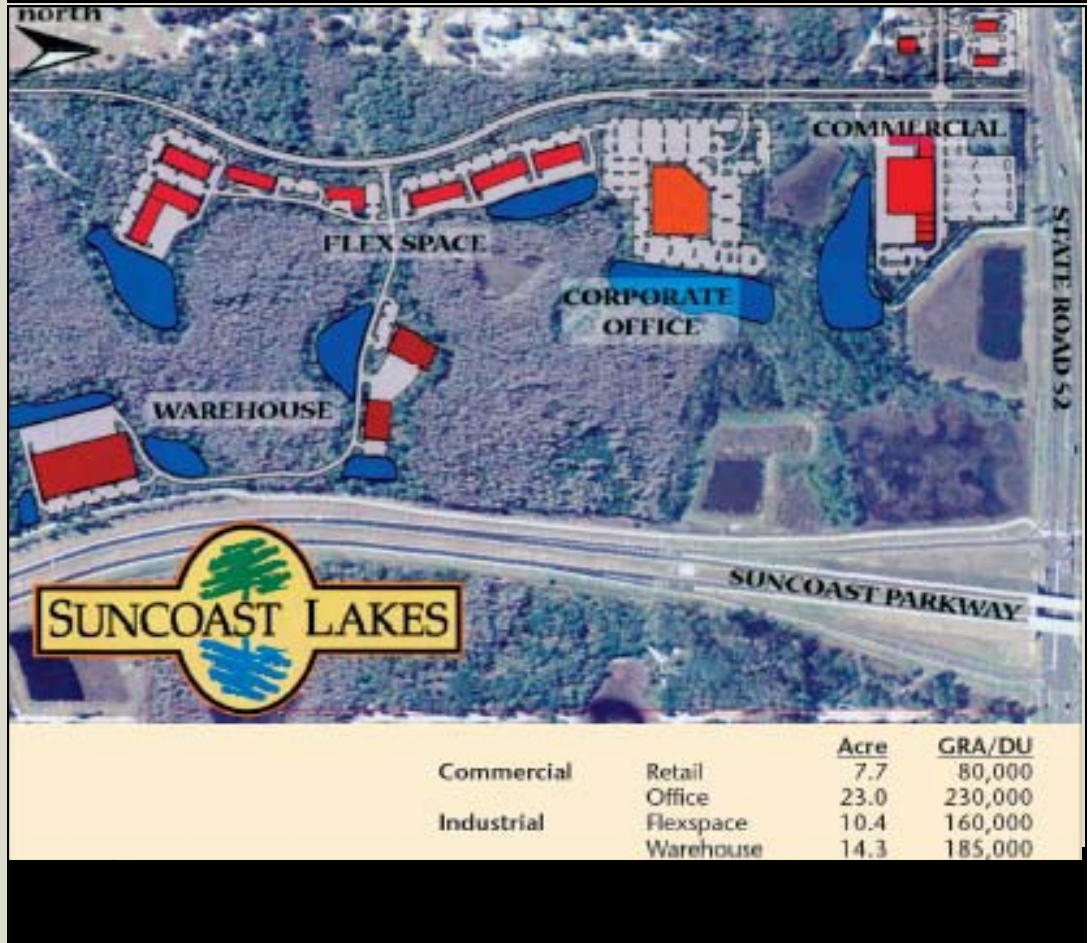 north
COMMERCIAL
FLEX SPACE
CORPORATE
OFFICE
STATE ROAD 52
WAREHOUSE
SUNCOAST PARKWAY
SUNCOAST LAKES
Acre GRA/DU
Commercial Retail 7.7 80,000
Office 23.0 230,000
Industrial Flexspace 10.4 160,000
Warehouse 14.3 185,000